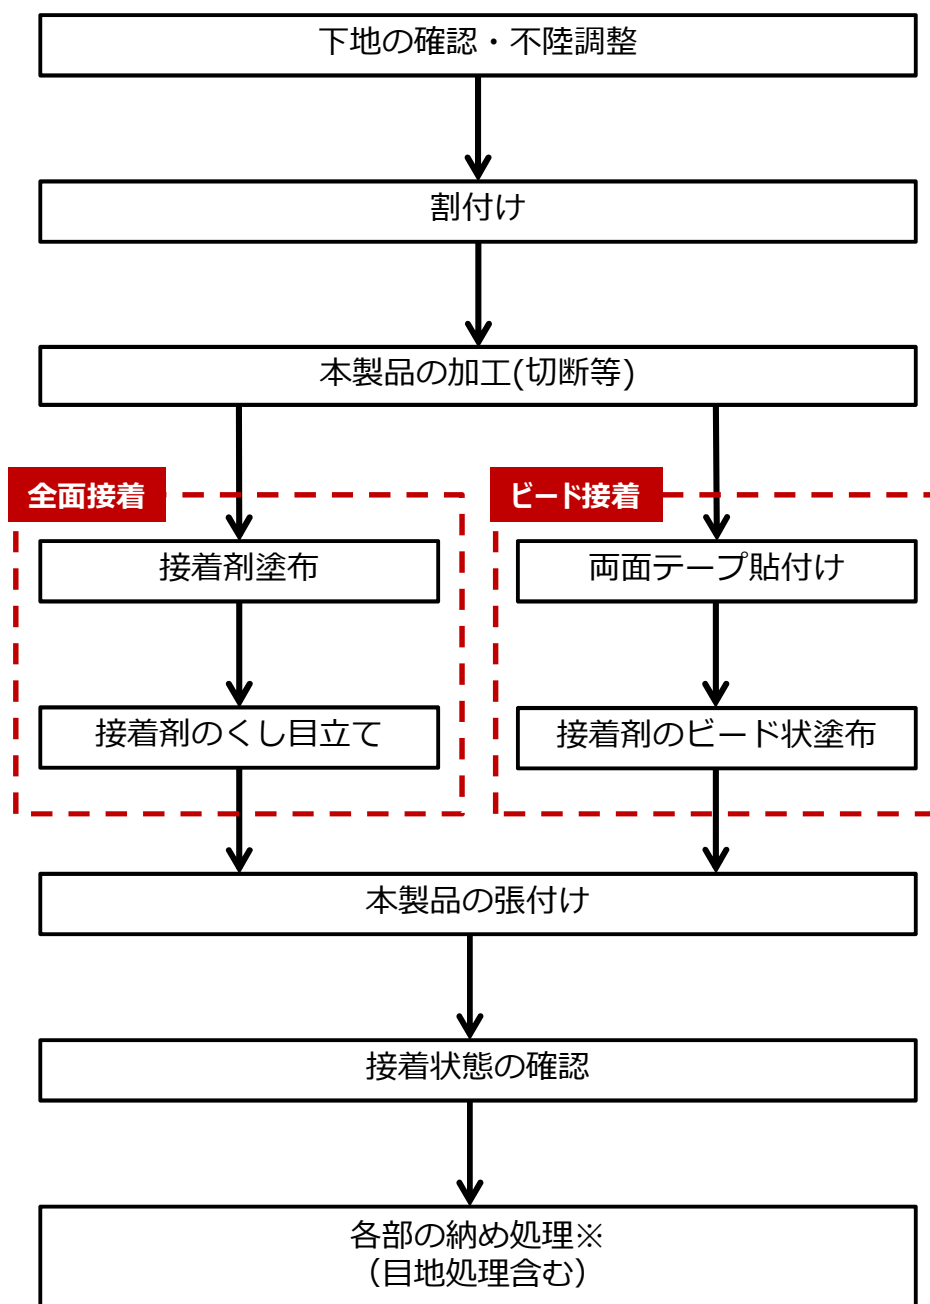 下地の確認・不陸調整
割付け
本製品の加工(切断等)
全面接着
接着剤塗布
接着剤のくし目立て
ビード接着
両面テープ貼付け
接着剤のビード状塗布
本製品の張付け
接着状態の確認
各部の納め処理※
（目地処理含む）